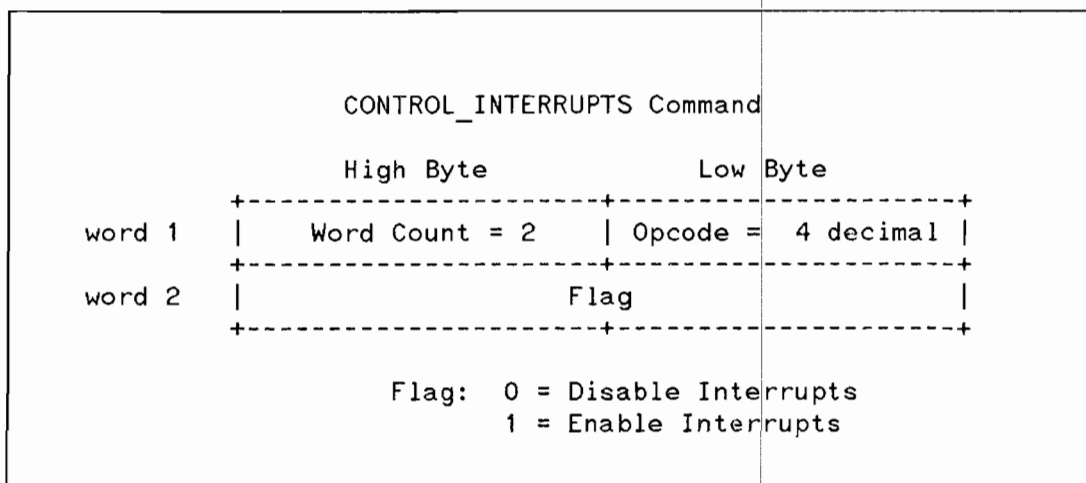 CONTROL_INTERRUPTS Command
High Byte Low Byte
+----------------------+----------------------+
word 1 | Word Count = 2 | Opcode = 4 decimal |
+----------------------+----------------------+
word 2 | Flag |
+----------------------+----------------------+
Flag: 0 = Disable Interrupts
1 = Enable Interrupts